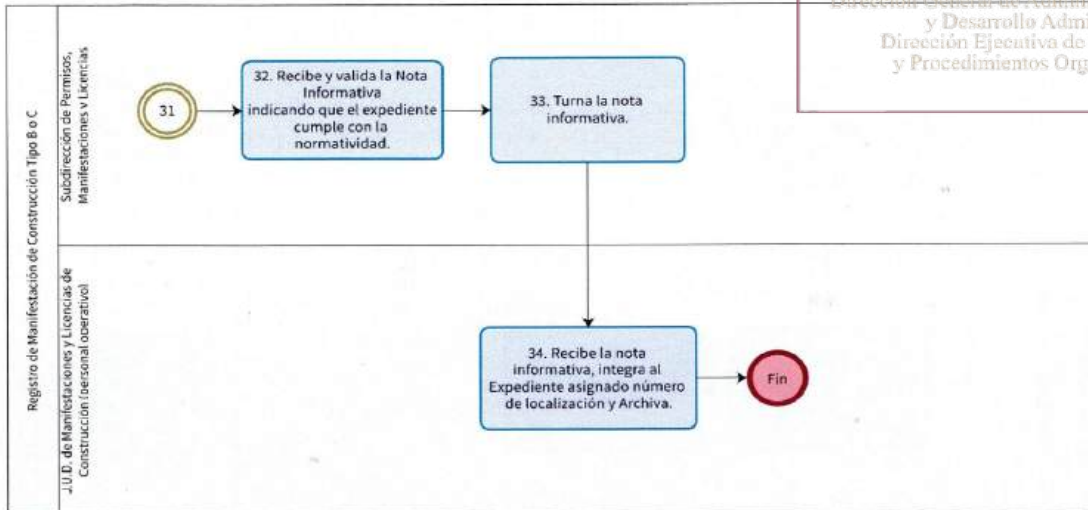 y Desarrollo Admi
Dirección Ejecutiva de
y Procedimientos Org
Registro de Manifestación de Construcción Tipo B o C
Subdirección de Permisos,
Manifestaciones y Licencias
31
32. Recibe y valida la Nota
Informativa
indicando que el expediente
cumple con la
normatividad.
33. Turna la nota
informativa.
J.U.D. de Manifestaciones y Licencias de
Construcción (personal operativo)
34. Recibe la nota
informativa, integra al
Expediente asignado número
de localización y Archiva.
Fin